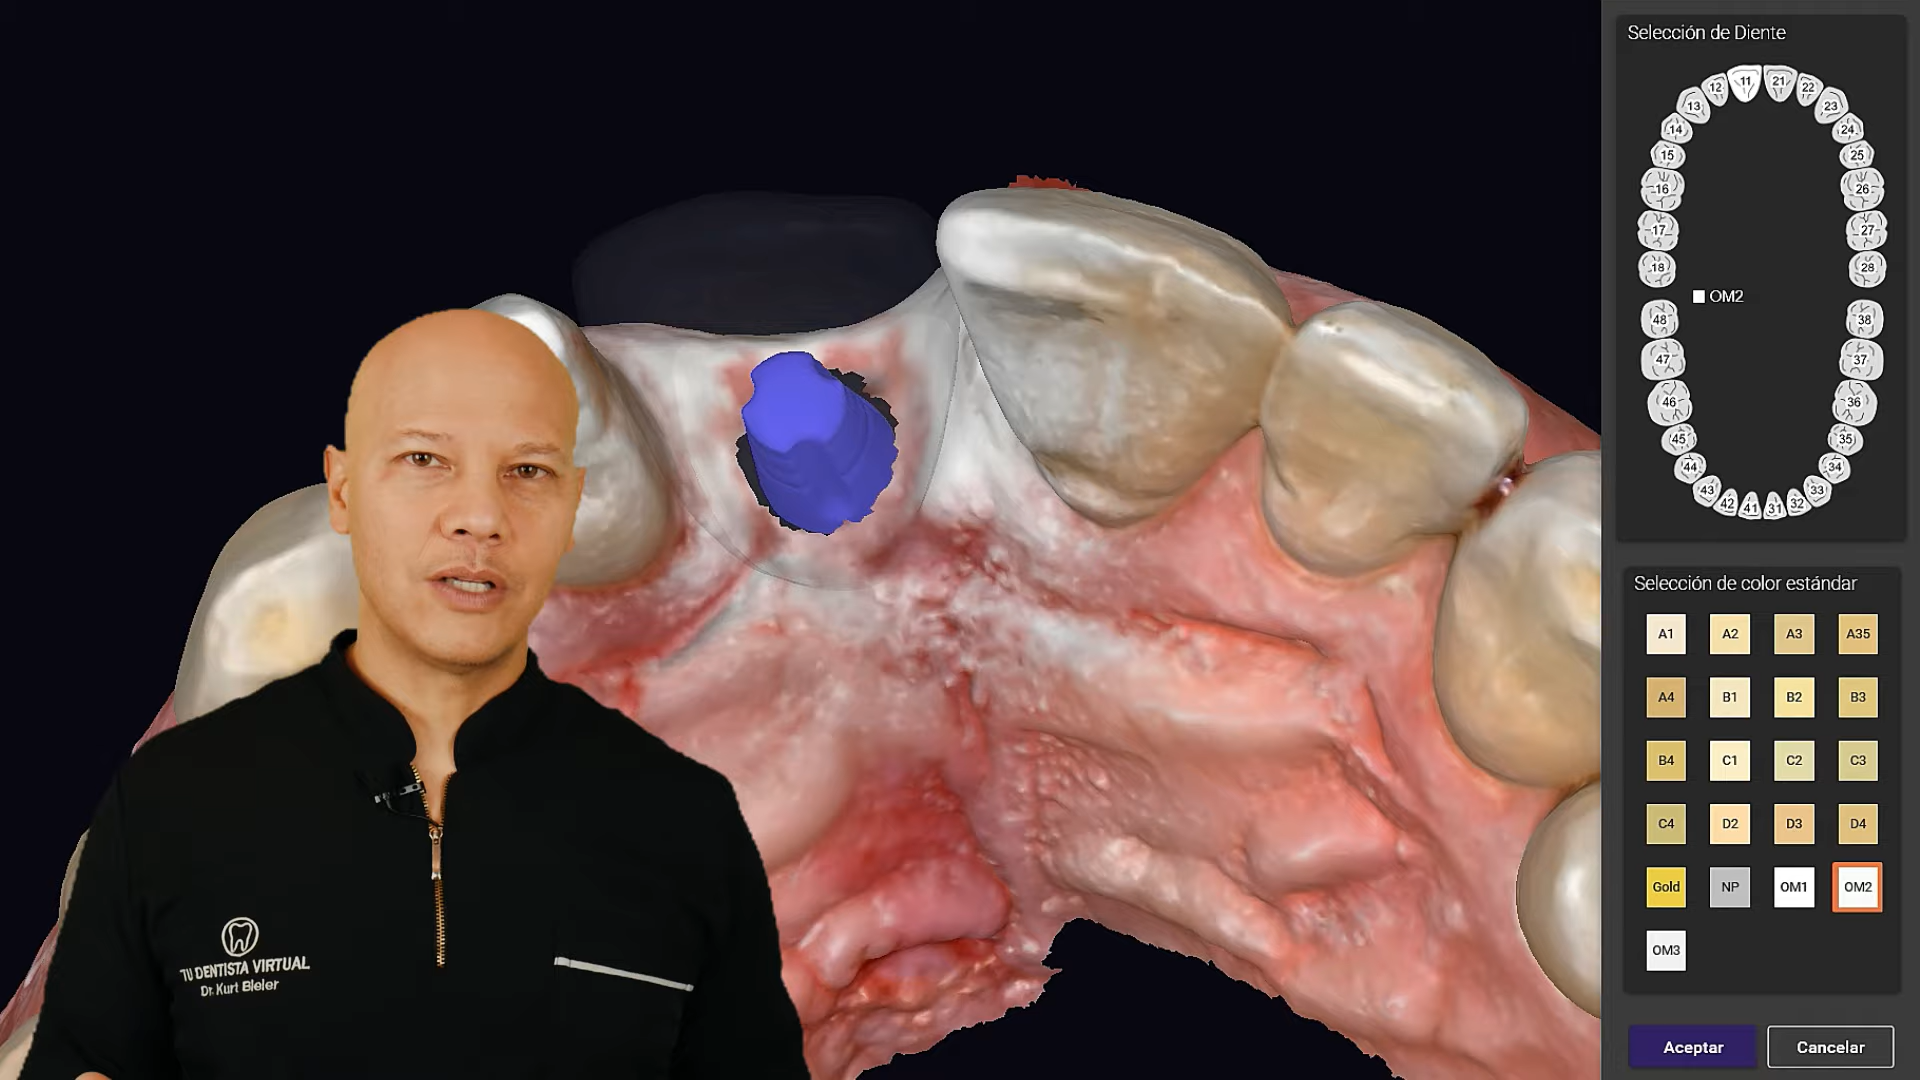 Selección de Diente
11 21
12 22
13 23
14 24
15 25
16 26
17 27
18 28
OM2
48 38
47 37
46 36
45 35
44 34
43 33
42 41 31 32
Selección de color estándar
A1 A2 A3 A35
A4 B1 B2 B3
B4 C1 C2 C3
C4 D2 D3 D4
Gold NP OM1 OM2
OM3
Aceptar Cancelar
TU DENTISTA VIRTUAL
Dr. Kurt Bleler